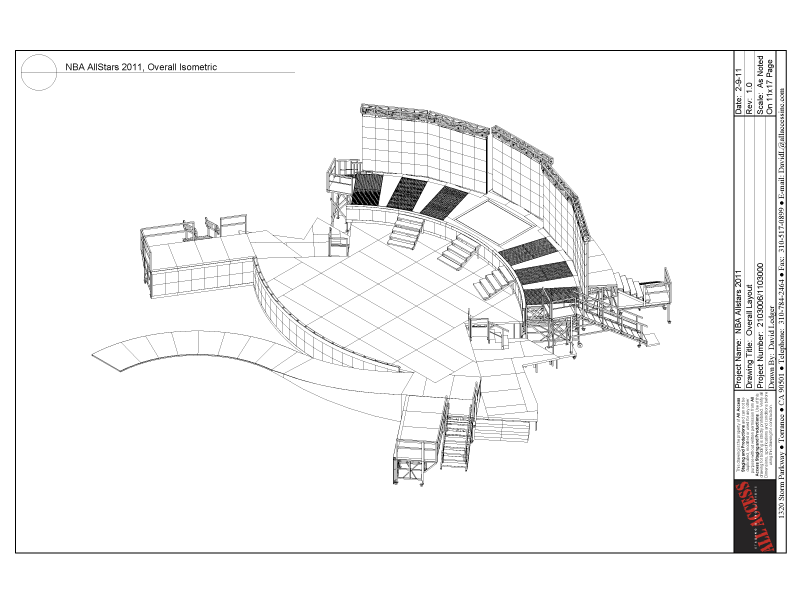 NBA AllStars 2011, Overall Isometric
Date: 2-9-11
Rev: 1.0
Scale: As Noted
On 11x17 Page
Project Name: NBA Allstars 2011
Drawing Title: Overall Layout
Project Number: 2103006/1103000
Drawn By: David Ledger
ALL ACCESS
1320 Storm Parkway ● Torrance ● CA 90501 ● Telephone: 310-784-2464 ● Fax: 310-517-0899 ● E-mail: DavidL@allaccessinc.com